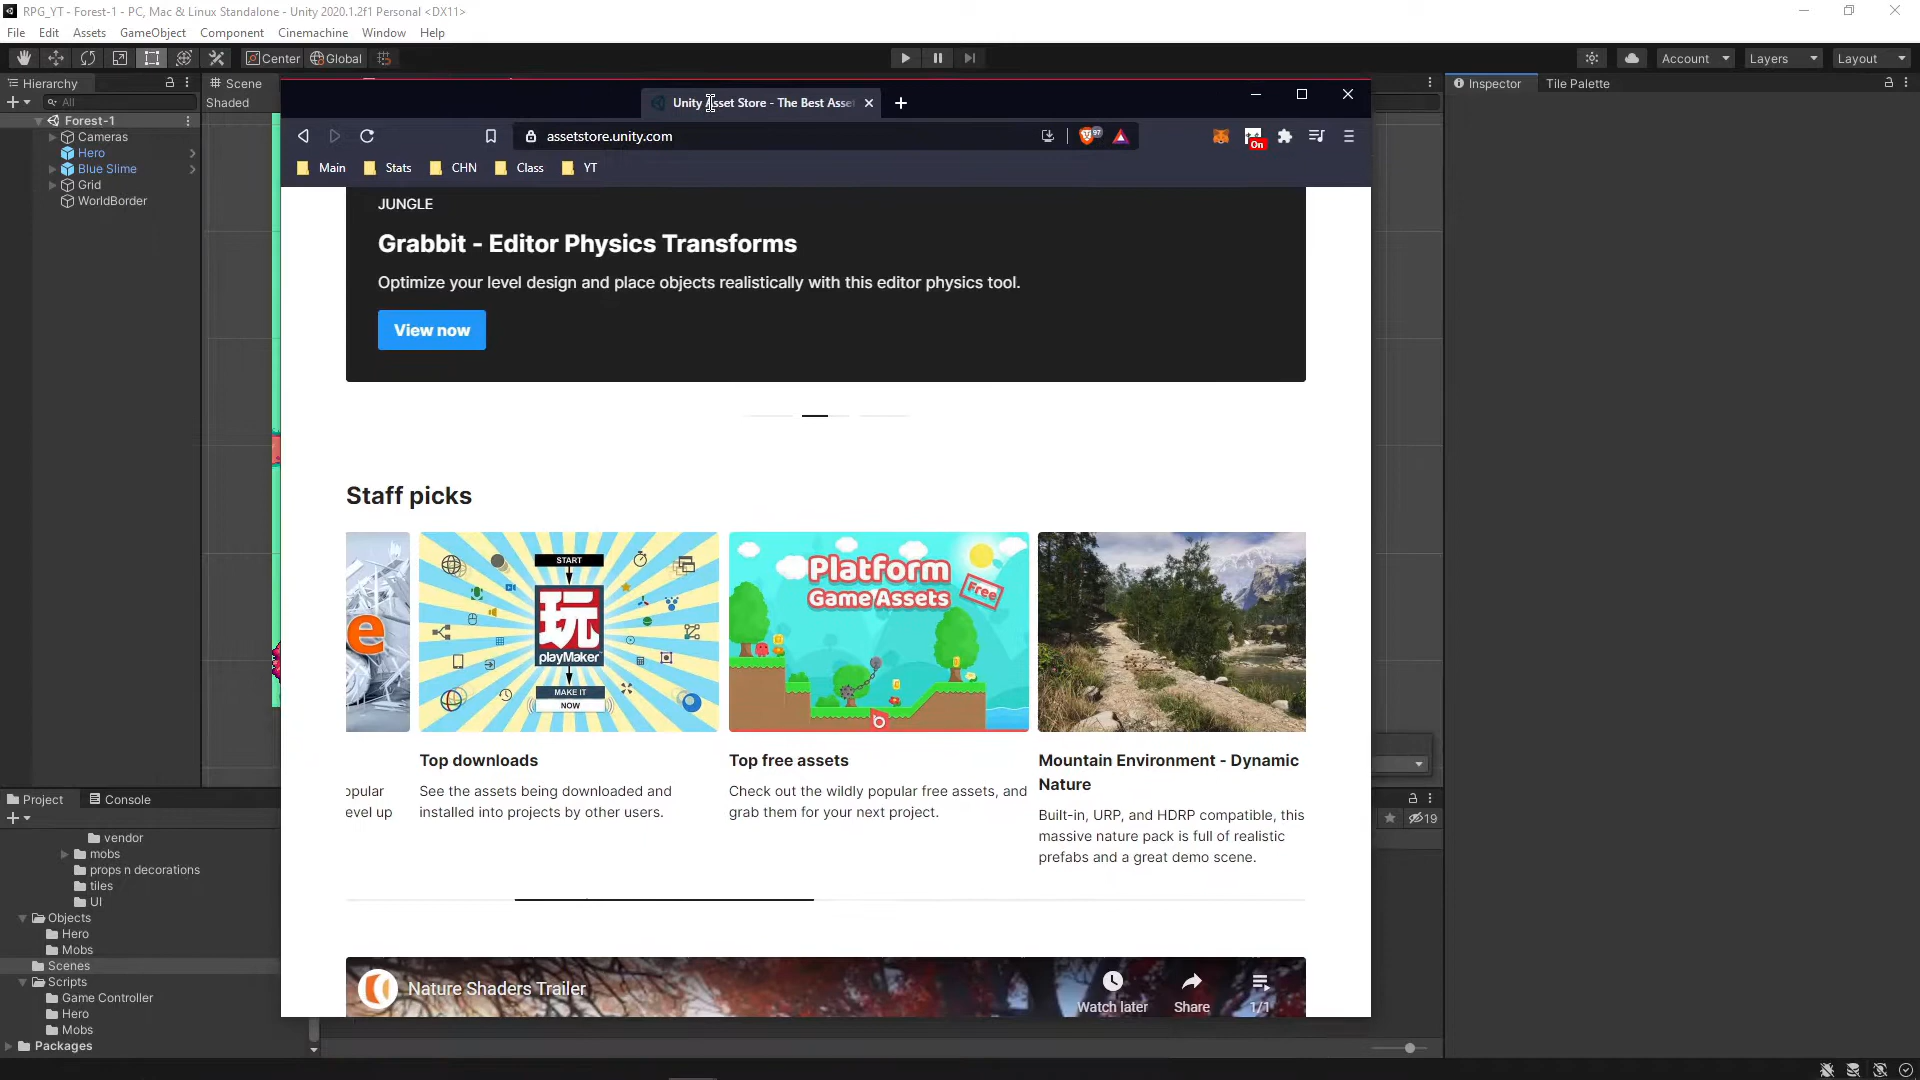 RPG_YT - Forest-1 - PC, Mac & Linux Standalone - Unity 2020.1.2f1 Personal <DX11>
File Edit Assets GameObject Component Cinemachine Window Help
Center Global Account Layers Layout
Hierarchy
All
Forest-1
Cameras
Hero
Blue Slime
Grid
WorldBorder
Scene
Shaded
Inspector Tile Palette
Unity Asset Store - The Best Asse
assetstore.unity.com
97
On
Main Stats CHN Class YT
JUNGLE
Grabbit - Editor Physics Transforms
Optimize your level design and place objects realistically with this editor physics tool.
View now
Staff picks
e
opular
evel up
START
玩
playMaker
MAKE IT
NOW
Top downloads
See the assets being downloaded and
installed into projects by other users.
Platform
Game Assets
Free
Top free assets
Check out the wildly popular free assets, and
grab them for your next project.
Mountain Environment - Dynamic
Nature
Built-in, URP, and HDRP compatible, this
massive nature pack is full of realistic
prefabs and a great demo scene.
Nature Shaders Trailer
Watch later Share 1/1
Project Console
vendor
mobs
props n decorations
tiles
UI
Objects
Hero
Mobs
Scenes
Scripts
Game Controller
Hero
Mobs
Packages
19